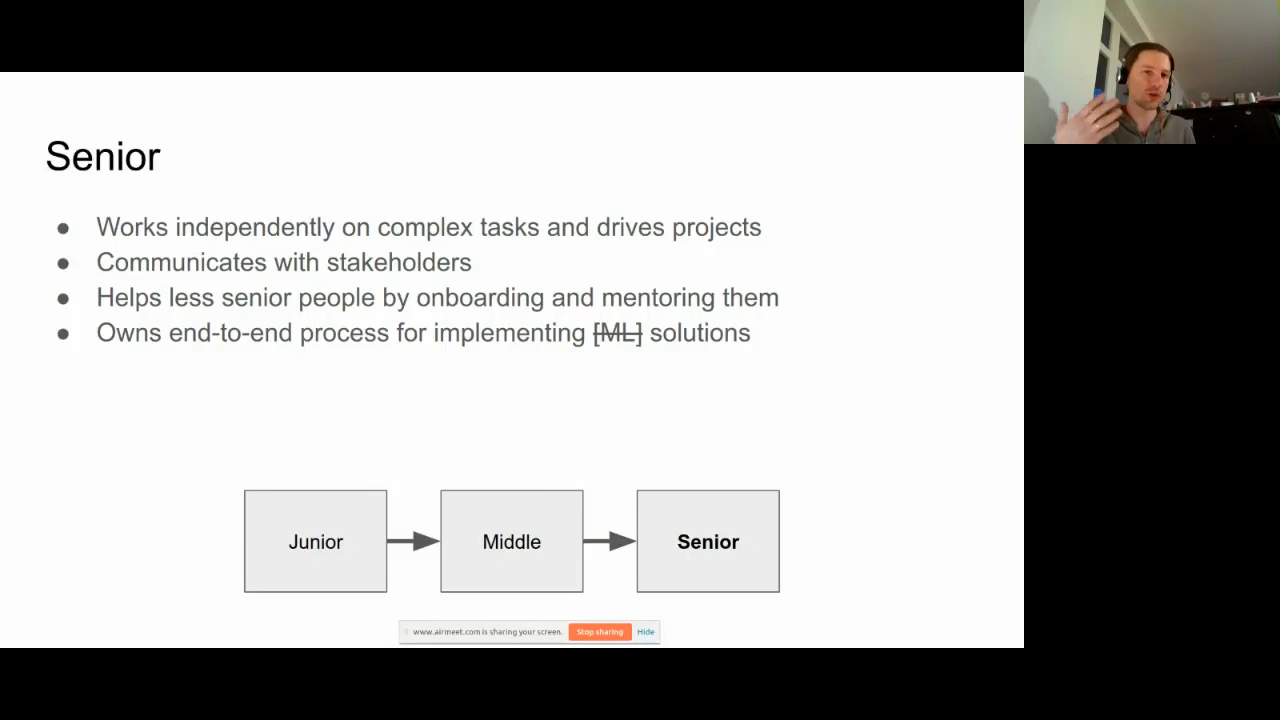 Senior
● Works independently on complex tasks and drives projects
● Communicates with stakeholders
● Helps less senior people by onboarding and mentoring them
● Owns end-to-end process for implementing [ML] solutions
Junior
Middle
Senior
www.airmeet.com is sharing your screen.
Stop sharing
Hide